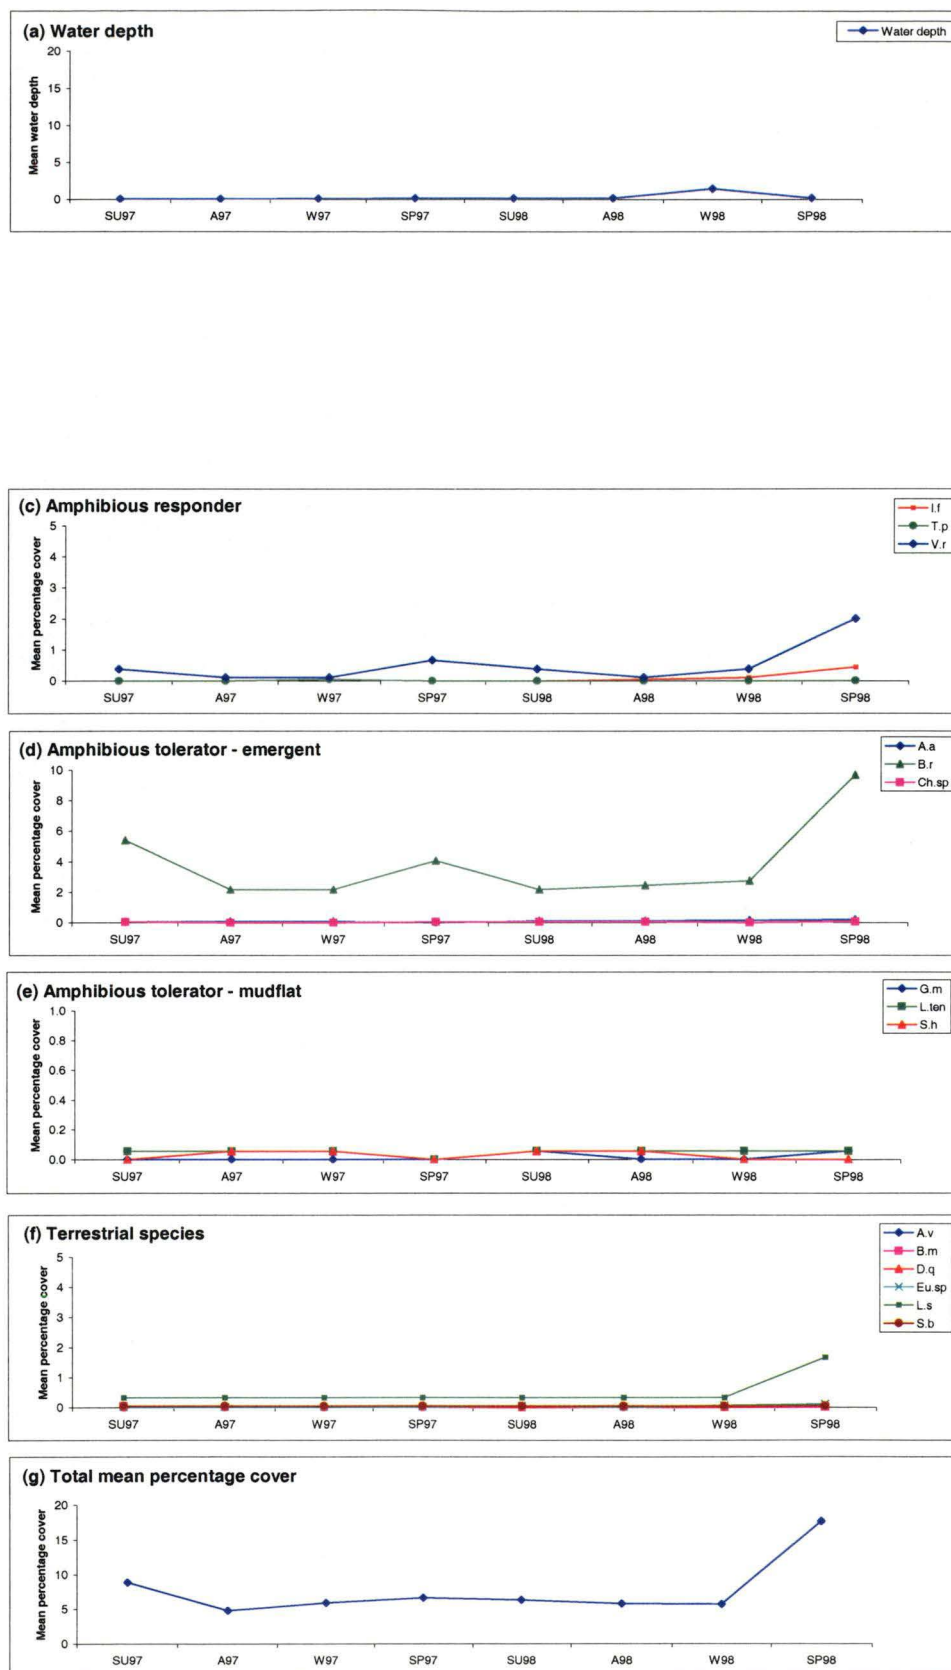 (a) Water depth
Water depth
Mean water depth
20
15
10
5
0
SU97 A97 W97 SP97 SU98 A98 W98 SP98
(c) Amphibious responder
I.f
T.p
V.r
Mean percentage cover
5
4
3
2
1
0
SU97 A97 W97 SP97 SU98 A98 W98 SP98
(d) Amphibious tolerator - emergent
A.a
B.r
Ch.sp
Mean percentage cover
10
8
6
4
2
0
SU97 A97 W97 SP97 SU98 A98 W98 SP98
(e) Amphibious tolerator - mudflat
G.m
L.ten
S.h
Mean percentage cover
1.0
0.8
0.6
0.4
0.2
0.0
SU97 A97 W97 SP97 SU98 A98 W98 SP98
(f) Terrestrial species
A.v
B.m
D.q
Eu.sp
L.s
S.b
Mean percentage cover
5
4
3
2
1
0
SU97 A97 W97 SP97 SU98 A98 W98 SP98
(g) Total mean percentage cover
Mean percentage cover
20
15
10
5
0
SU97 A97 W97 SP97 SU98 A98 W98 SP98